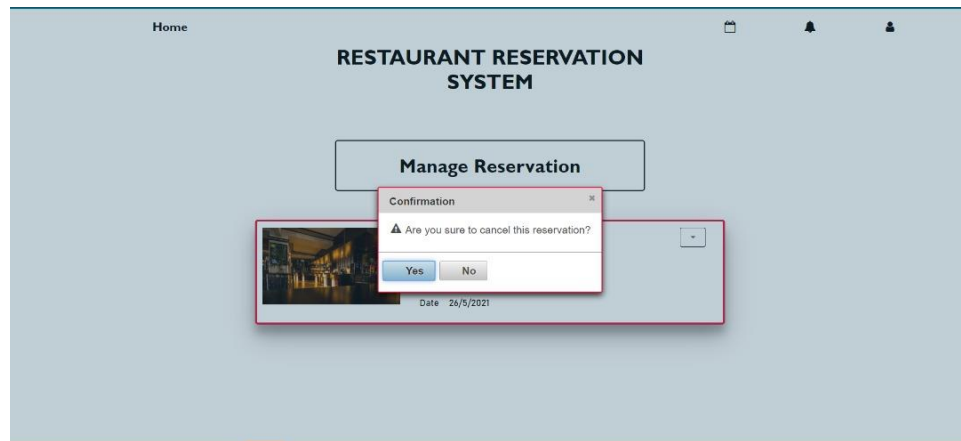 Home
RESTAURANT RESERVATION
SYSTEM
Manage Reservation
Confirmation
Are you sure to cancel this reservation?
Yes No
Date 26/5/2021